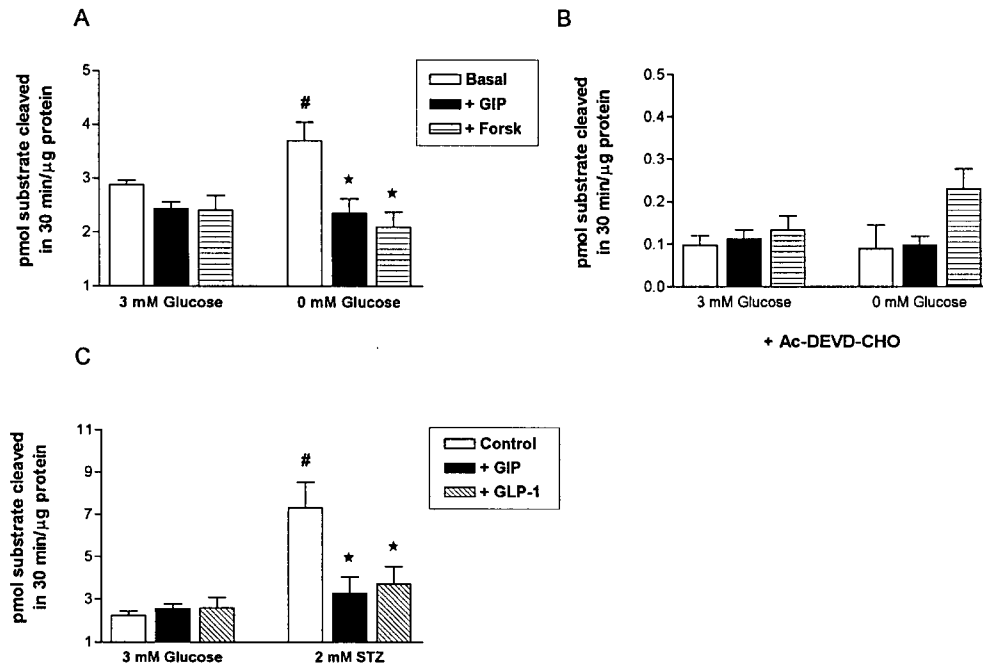 A
pmol substrate cleaved
in 30 min/µg protein
5
4
3
2
1
#
★
★
3 mM Glucose
0 mM Glucose
Basal
+ GIP
+ Forsk
B
pmol substrate cleaved
in 30 min/µg protein
0.5
0.4
0.3
0.2
0.1
0.0
3 mM Glucose
0 mM Glucose
+ Ac-DEVD-CHO
C
pmol substrate cleaved
in 30 min/µg protein
11
9
7
5
3
1
#
★
★
3 mM Glucose
2 mM STZ
Control
+ GIP
+ GLP-1